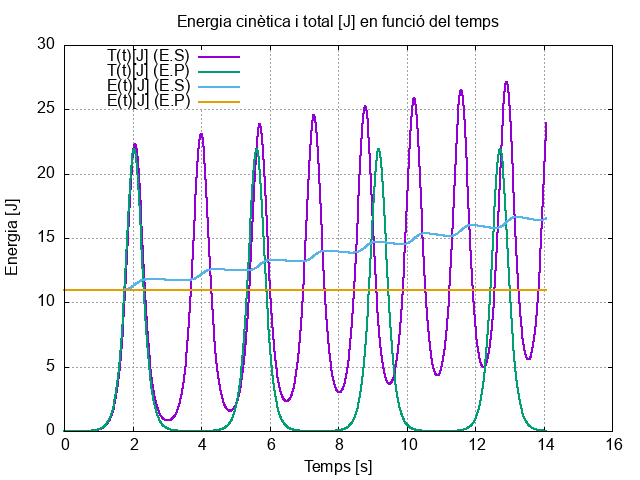 Energia cinètica i total [J] en funció del temps
T(t)[J] (E.S)
T(t)[J] (E.P)
E(t)[J] (E.S)
E(t)[J] (E.P)
30
25
20
15
10
5
0
Energia [J]
0 2 4 6 8 10 12 14 16
Temps [s]